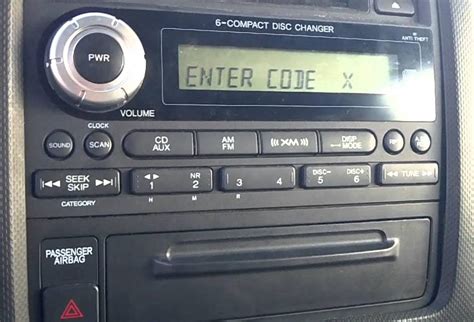 6-COMPACT DISC CHANGER
ANTI THEFT
PWR
ENTER CODE X
VOLUME
CLOCK
SOUND
SCAN
CD AUX
AM FM
XM
DISP MODE
SEEK SKIP
1
NR 2
3
4
DISC- 5
DISC+ 6
TUNE
CATEGORY
H
M
R
PASSENGER AIRBAG